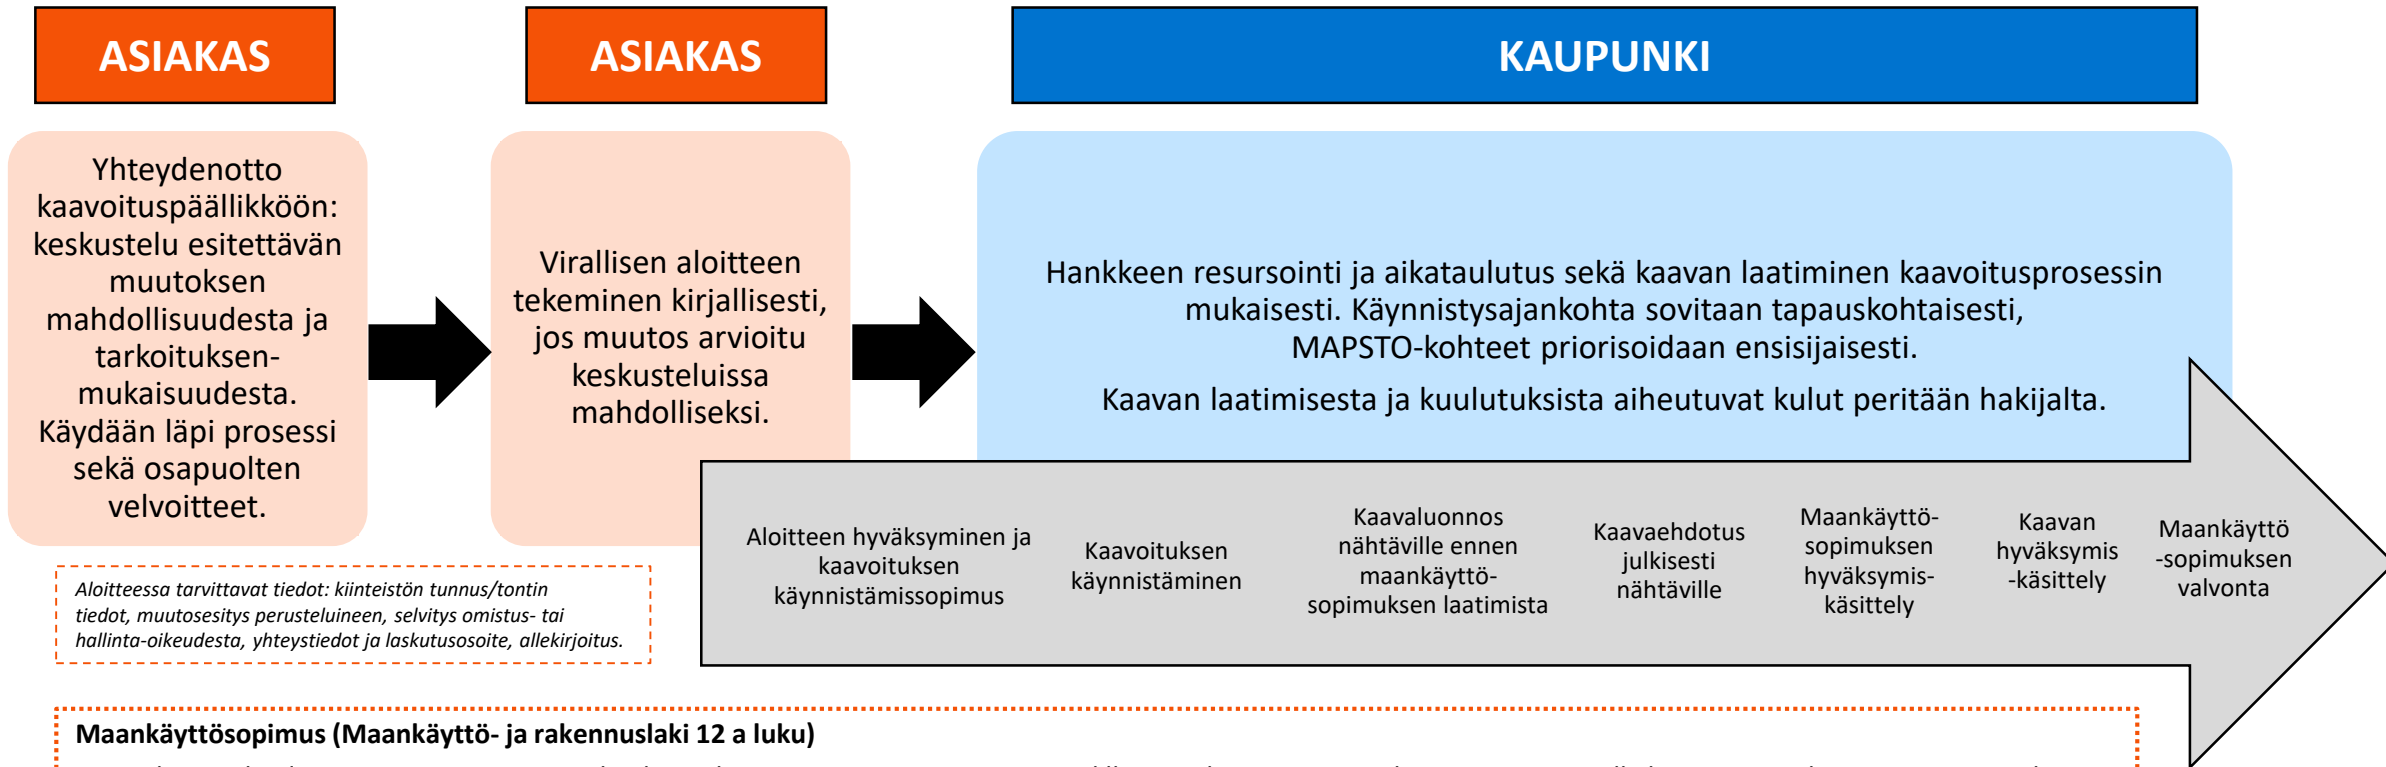 ASIAKAS
ASIAKAS
KAUPUNKI
Yhteydenotto
kaavoituspäällikköön:
keskustelu esitettävän
muutoksen
mahdollisuudesta ja
tarkoituksen-
mukaisuudesta.
Käydään läpi prosessi
sekä osapuolten
velvoitteet.
Virallisen aloitteen
tekeminen kirjallisesti,
jos muutos arvioitu
keskusteluissa
mahdolliseksi.
Hankkeen resursointi ja aikataulutus sekä kaavan laatiminen kaavoitusprosessin
mukaisesti. Käynnistysajankohta sovitaan tapauskohtaisesti,
MAPSTO-kohteet priorisoidaan ensisijaisesti.
Kaavan laatimisesta ja kuulutuksista aiheutuvat kulut peritään hakijalta.
Aloitteen hyväksyminen ja
kaavoituksen
käynnistämissopimus
Kaavoituksen
käynnistäminen
Kaavaluonnos
nähtäville ennen
maankäyttö-
sopimuksen laatimista
Kaavaehdotus
julkisesti
nähtäville
Maankäyttö-
sopimuksen
hyväksymis-
käsittely
Kaavan
hyväksymis
-käsittely
Maankäyttö
-sopimuksen
valvonta
Aloitteessa tarvittavat tiedot: kiinteistön tunnus/tontin
tiedot, muutosesitys perusteluineen, selvitys omistus- tai
hallinta-oikeudesta, yhteystiedot ja laskutusosoite, allekirjoitus.
Maankäyttösopimus (Maankäyttö- ja rakennuslaki 12 a luku)